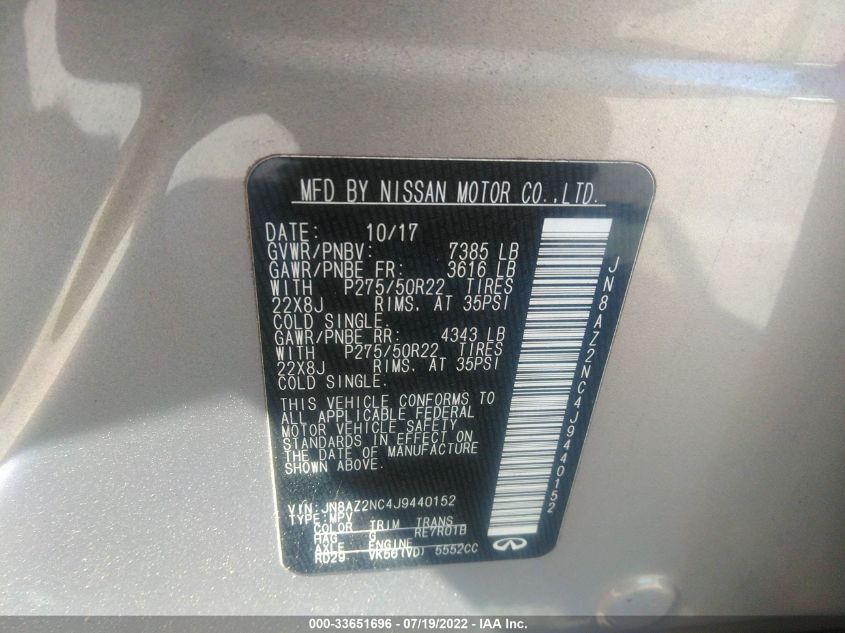 MFD BY NISSAN MOTOR CO.,LTD.
DATE: 10/17
GVWR/PNBV: 7385 LB
GAWR/PNBE FR: 3616 LB
WITH P275/50R22 TIRES
22X8J RIMS. AT 35PSI
COLD SINGLE.
GAWR/PNBE RR: 4343 LB
WITH P275/50R22 TIRES
22X8J RIMS. AT 35PSI
COLD SINGLE.
THIS VEHICLE CONFORMS TO
ALL APPLICABLE FEDERAL
MOTOR VEHICLE SAFETY
STANDARDS IN EFFECT ON
THE DATE OF MANUFACTURE
SHOWN ABOVE.
VIN:JN8AZ2NC4J9440152
TYPE:MPV
COLOR TRIM TRANS
HAG G RE7R01B
AXLE ENGINE
RD29 VK56(VD) 5552CC
JN8AZ2NC4J9440152
000-33651696 - 07/19/2022 - IAA Inc.